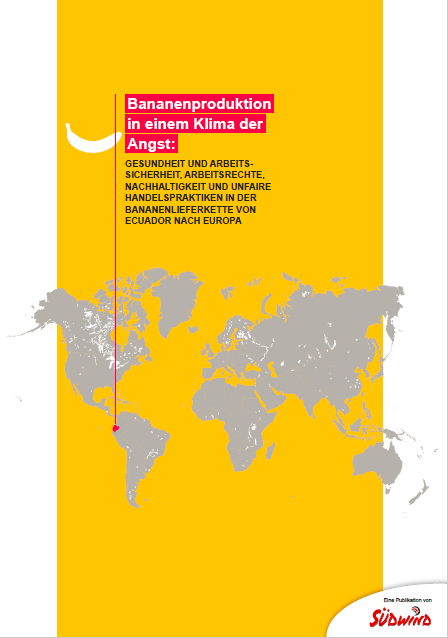 Bananenproduktion
in einem Klima der
Angst:
GESUNDHEIT UND ARBEITS-
SICHERHEIT, ARBEITSRECHTE,
NACHHALTIGKEIT UND UNFAIRE
HANDELSPRAKTIKEN IN DER
BANANENLIEFERKETTE VON
ECUADOR NACH EUROPA
Eine Publikation von
SÜDWIND